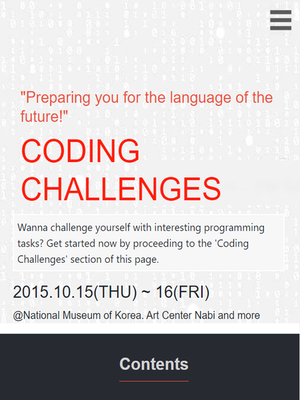 "Preparing you for the language of the
future!"
CODING
CHALLENGES
Wanna challenge yourself with interesting programming
tasks? Get started now by proceeding to the 'Coding
Challenges' section of this page.
2015.10.15(THU) ~ 16(FRI)
@National Museum of Korea. Art Center Nabi and more
Contents